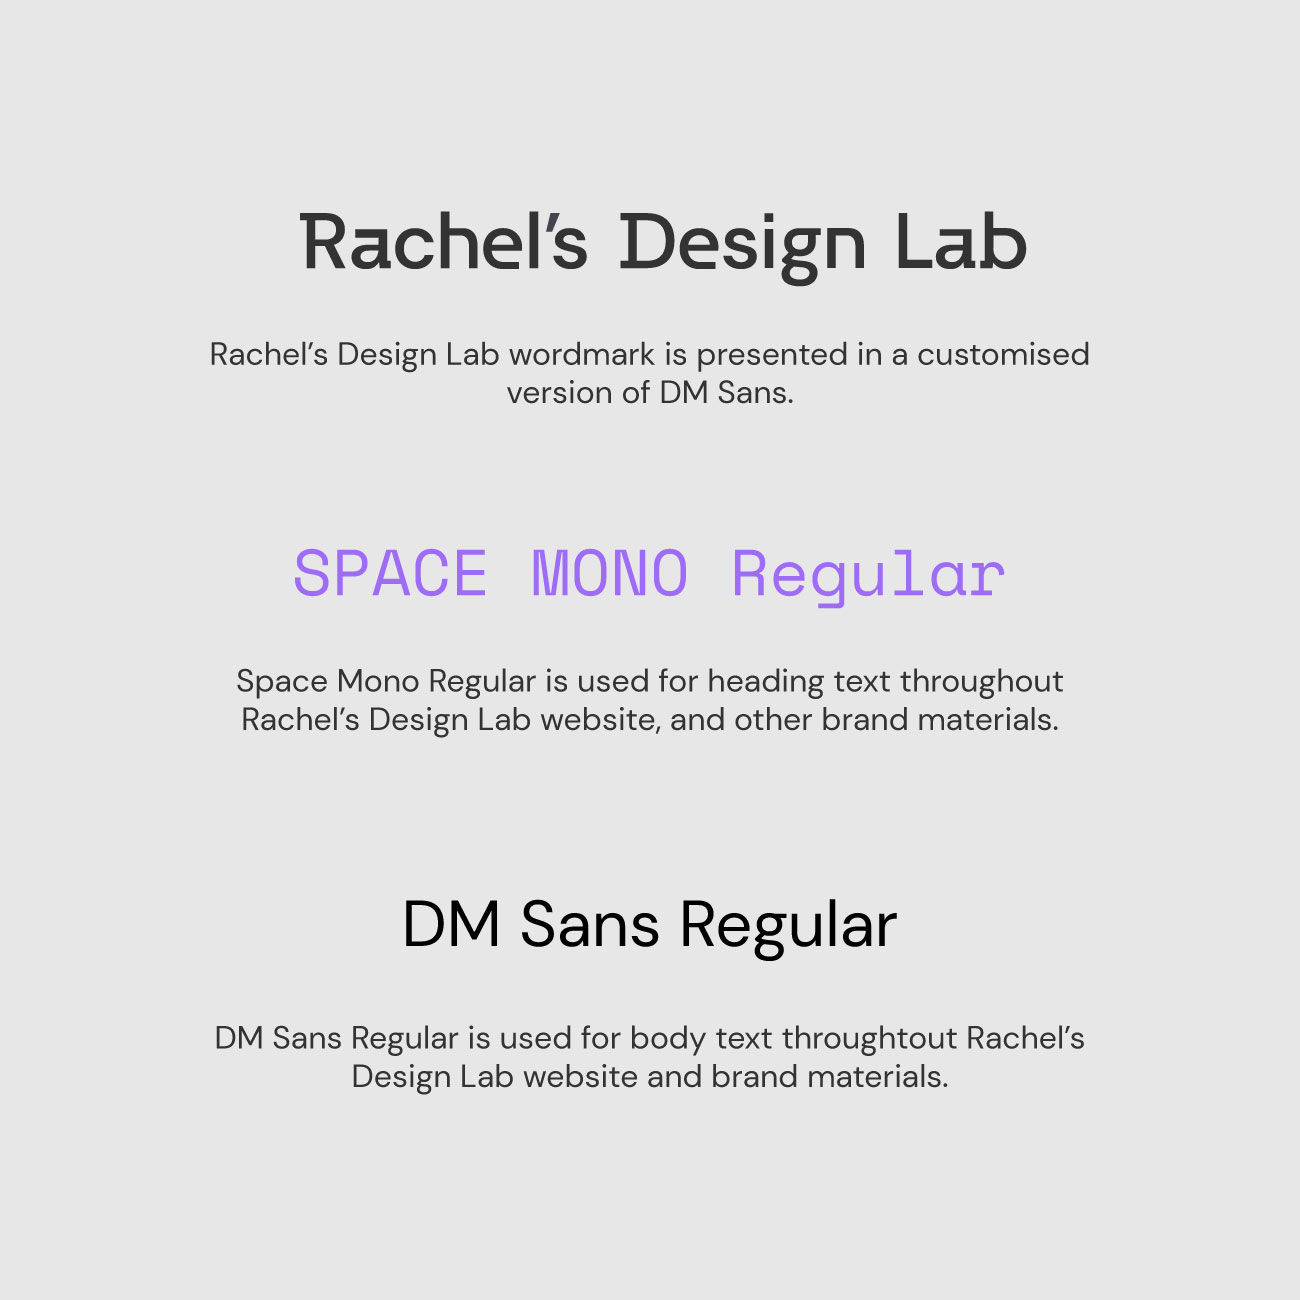 Rachel’s Design Lab
Rachel’s Design Lab wordmark is presented in a customised
version of DM Sans.
SPACE MONO Regular
Space Mono Regular is used for heading text throughout
Rachel’s Design Lab website, and other brand materials.
DM Sans Regular
DM Sans Regular is used for body text throughtout Rachel’s
Design Lab website and brand materials.